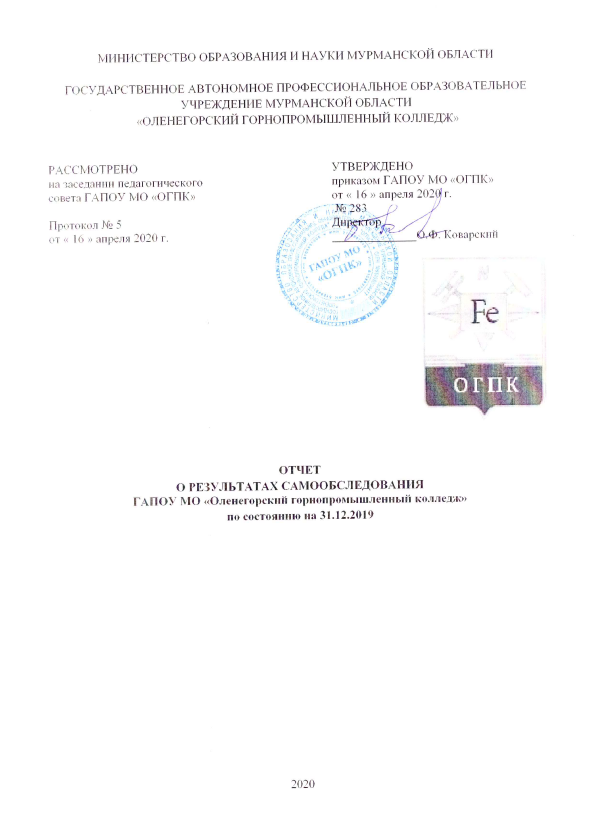 МИНИСТЕРСТВО ОБРАЗОВАНИЯ И НАУКИ МУРМАНСКОЙ ОБЛАСТИ
ГОСУДАРСТВЕННОЕ АВТОНОМНОЕ ПРОФЕССИОНАЛЬНОЕ ОБРАЗОВАТЕЛЬНОЕ
УЧРЕЖДЕНИЕ МУРМАНСКОЙ ОБЛАСТИ
«ОЛЕНЕГОРСКИЙ ГОРНОПРОМЫШЛЕННЫЙ КОЛЛЕДЖ»
РАССМОТРЕНО
на заседании педагогического
совета ГАПОУ МО «ОГПК»
Протокол № 5
от « 16 » апреля 2020 г.
УТВЕРЖДЕНО
приказом ГАПОУ МО «ОГПК»
от « 16 » апреля 2020 г.
№ 283
Директор
О.Ф. Коварский
ГАПОУ МО
«ОГПК»
Fe
ОГПК
ОТЧЕТ
О РЕЗУЛЬТАТАХ САМООБСЛЕДОВАНИЯ
ГАПОУ МО «Оленегорский горнопромышленный колледж»
по состоянию на 31.12.2019
2020